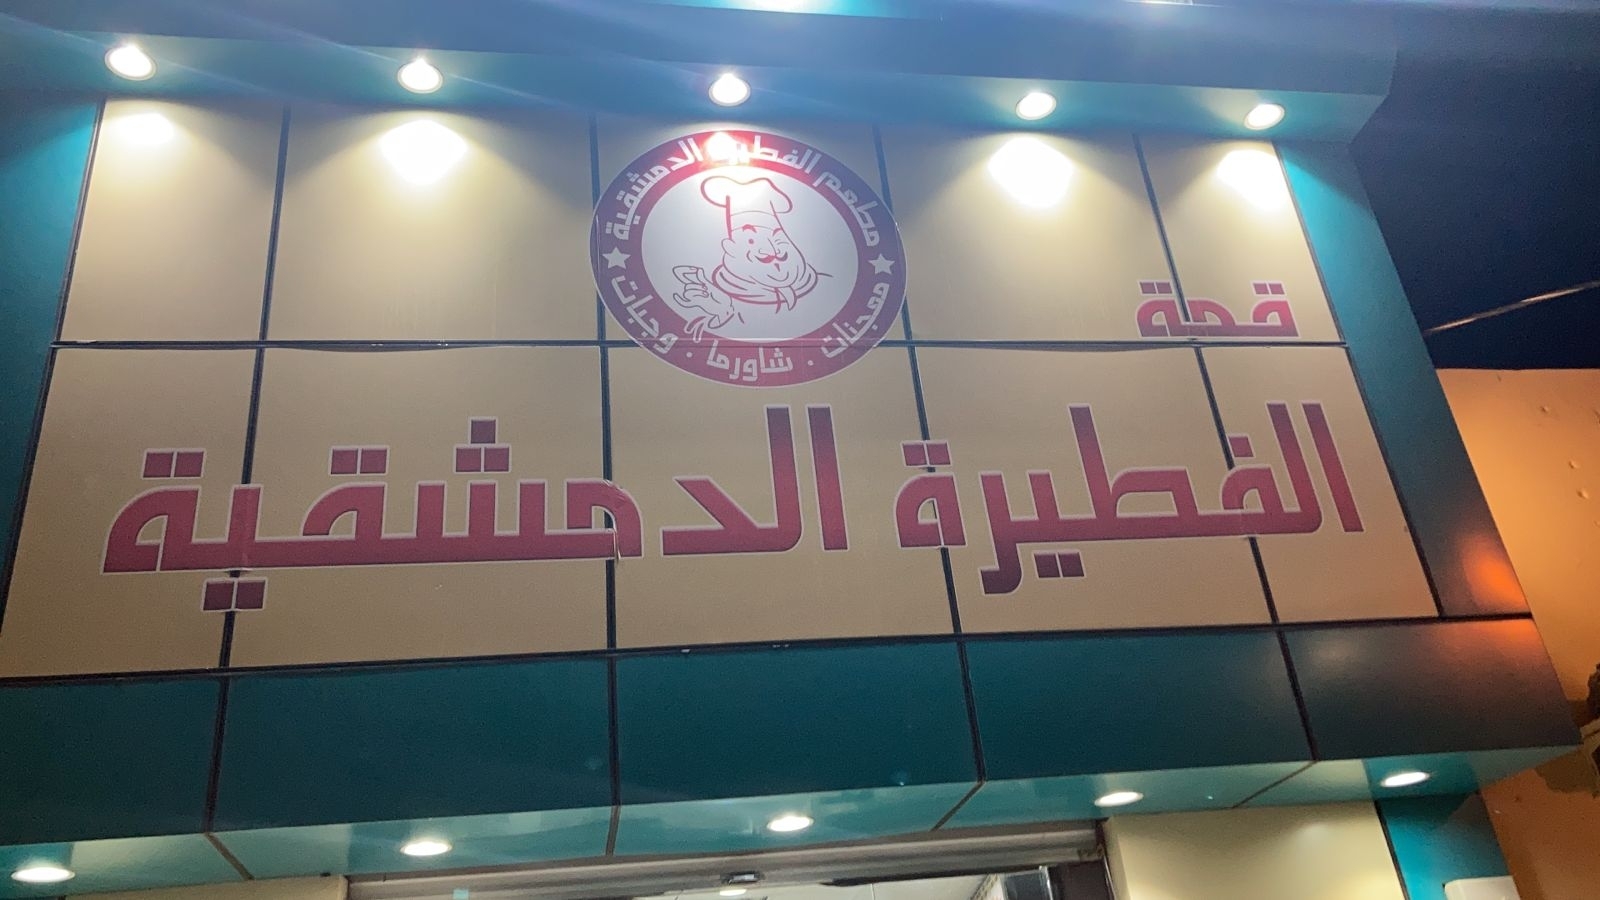 مطعم الفطيرة الدمشقية
معجنات . شاورما . وجبات
قمة
الفطيرة الدمشقية